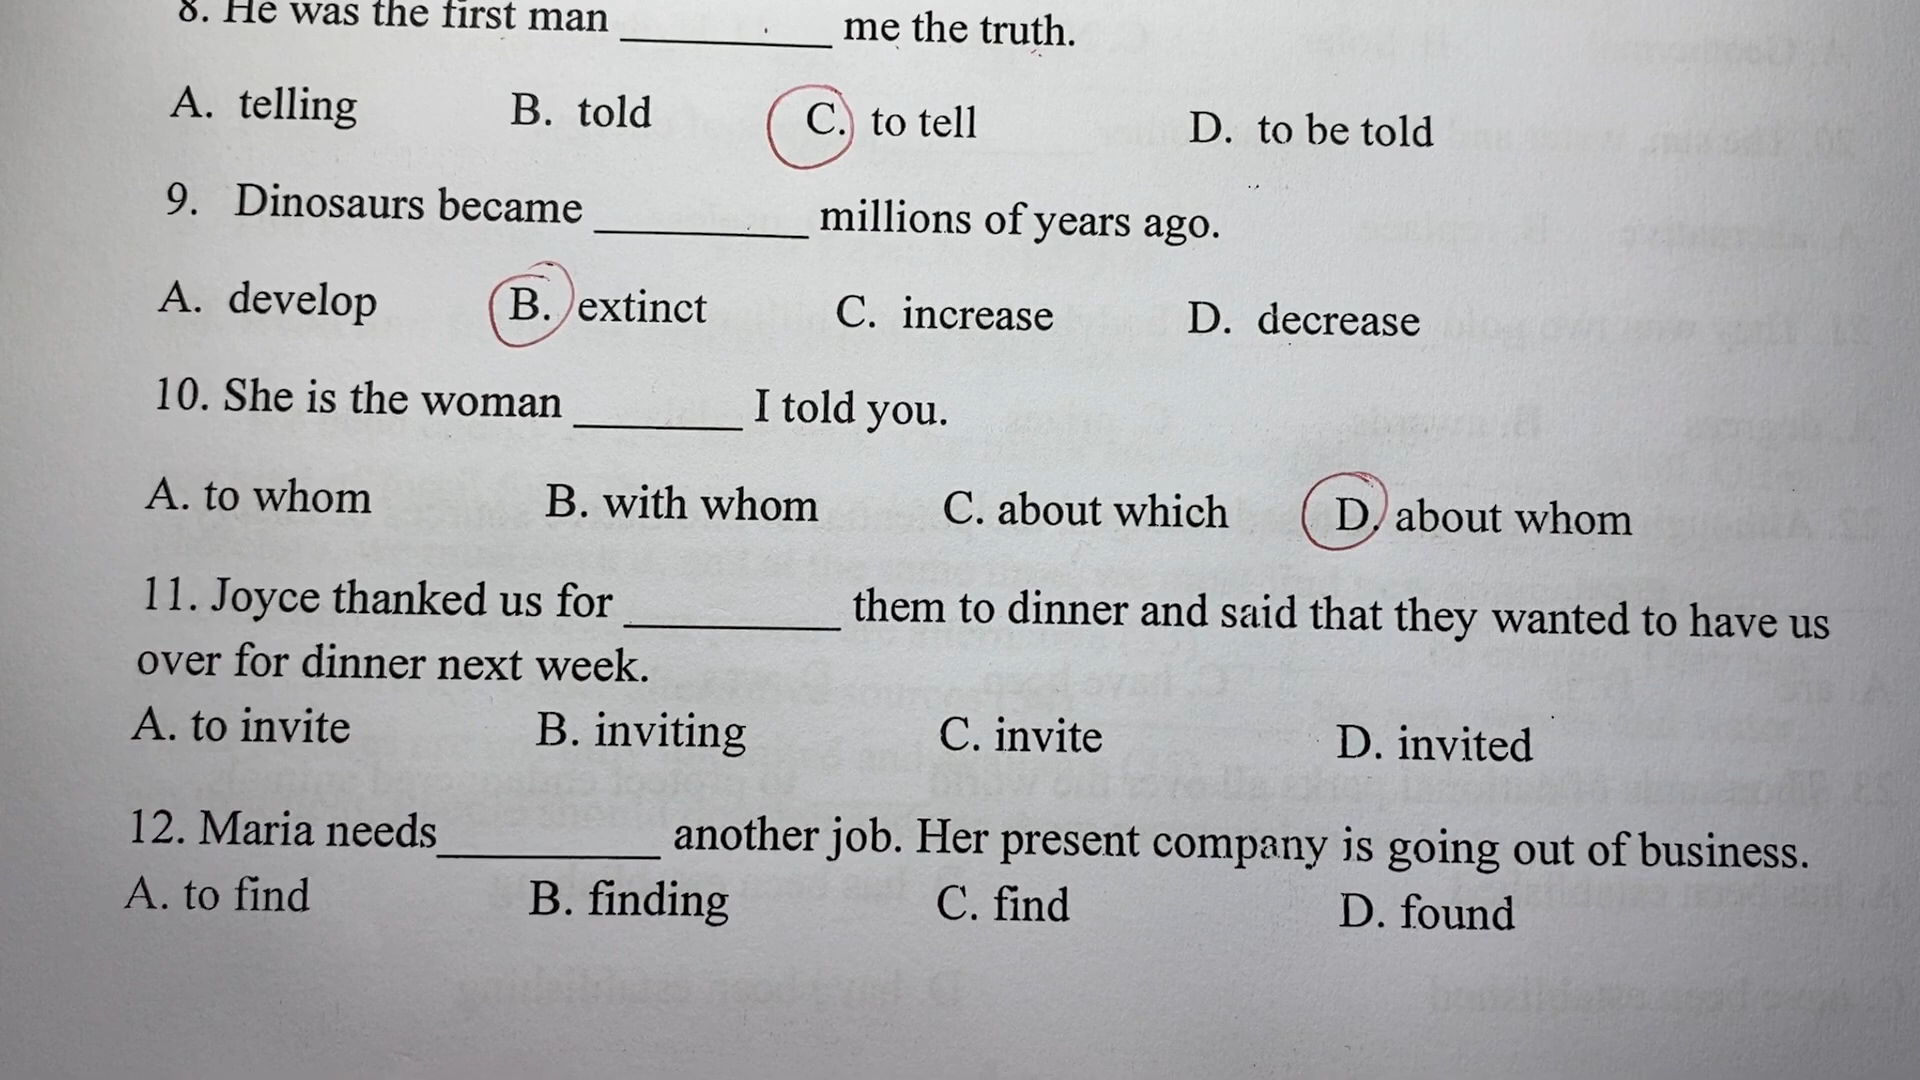 8. He was the first man __________ me the truth.
A. telling B. told C. to tell D. to be told
9. Dinosaurs became __________ millions of years ago.
A. develop B. extinct C. increase D. decrease
10. She is the woman ________ I told you.
A. to whom B. with whom C. about which D. about whom
11. Joyce thanked us for __________ them to dinner and said that they wanted to have us
over for dinner next week.
A. to invite B. inviting C. invite D. invited
12. Maria needs__________ another job. Her present company is going out of business.
A. to find B. finding C. find D. found